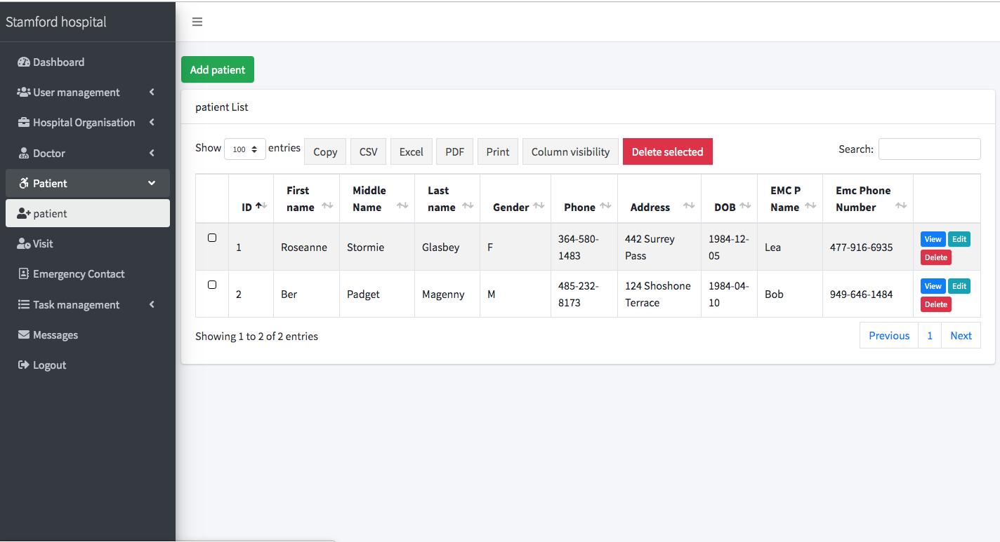 Stamford hospital
Dashboard
User management
Hospital Organisation
Doctor
Patient
patient
Visit
Emergency Contact
Task management
Messages
Logout
Add patient
patient List
Show 100 entries Copy CSV Excel PDF Print Column visibility Delete selected Search:
First Middle Last EMC P Emc Phone
ID name Name name Gender Phone Address DOB Name Number
364-580- 442 Surrey 1984-12- View Edit
1 Roseanne Stormie Glasbey F Lea 477-916-6935
1483 Pass 05 Delete
485-232- 124 Shoshone 1984-04- View Edit
2 Ber Padget Magenny M Bob 949-646-1484
8173 Terrace 10 Delete
Showing 1 to 2 of 2 entries Previous 1 Next